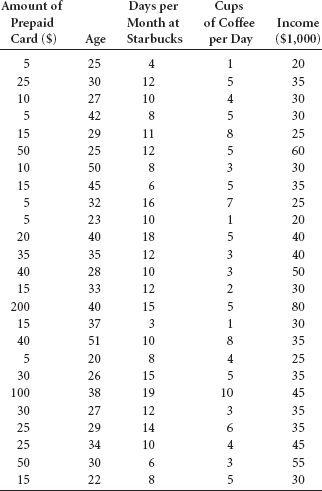 Amount of Prepaid Card ($) Age Days per Month at Starbucks Cups of Coffee per Day Income ($1,000)
5 25 4 1 20
25 30 12 5 35
10 27 10 4 30
5 42 8 5 30
15 29 11 8 25
50 25 12 5 60
10 50 8 3 30
15 45 6 5 35
5 32 16 7 25
5 23 10 1 20
20 40 18 5 40
35 35 12 3 40
40 28 10 3 50
15 33 12 2 30
200 40 15 5 80
15 37 3 1 30
40 51 10 8 35
5 20 8 4 25
30 26 15 5 35
100 38 19 10 45
30 27 12 3 35
25 29 14 6 35
25 34 10 4 45
50 30 6 3 55
15 22 8 5 30